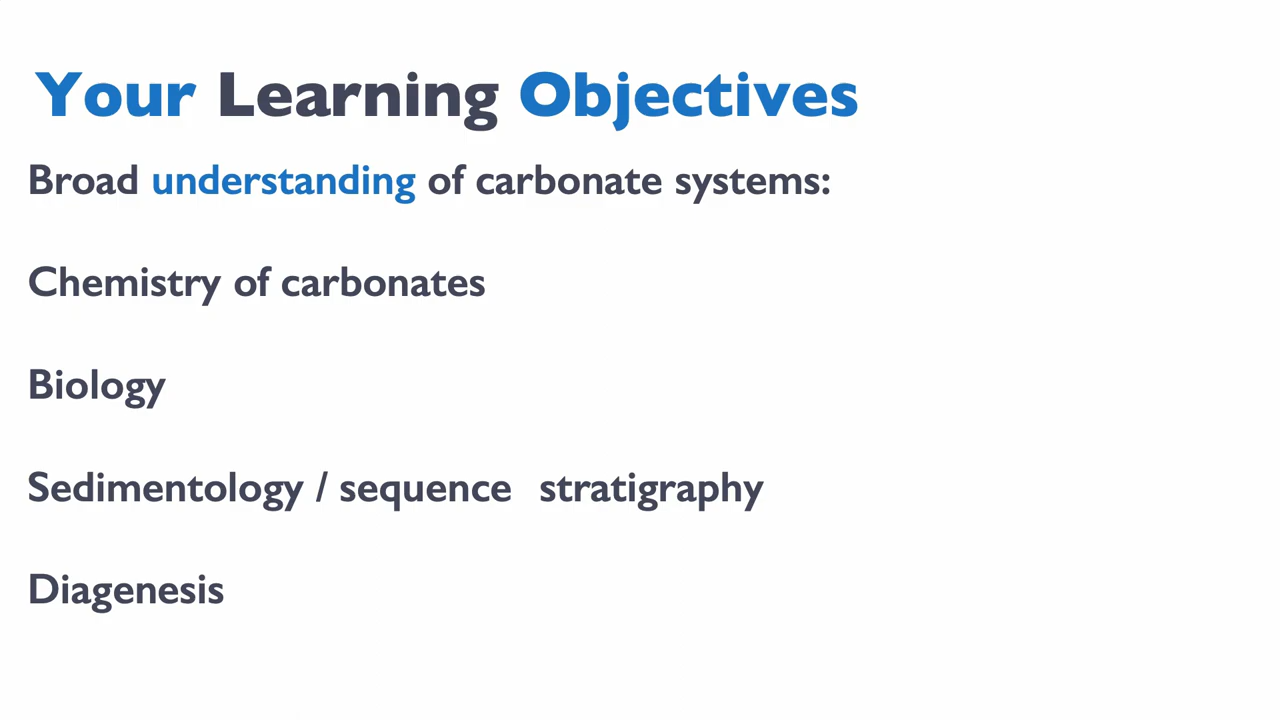 Your Learning Objectives
Broad understanding of carbonate systems:
Chemistry of carbonates
Biology
Sedimentology / sequence stratigraphy
Diagenesis